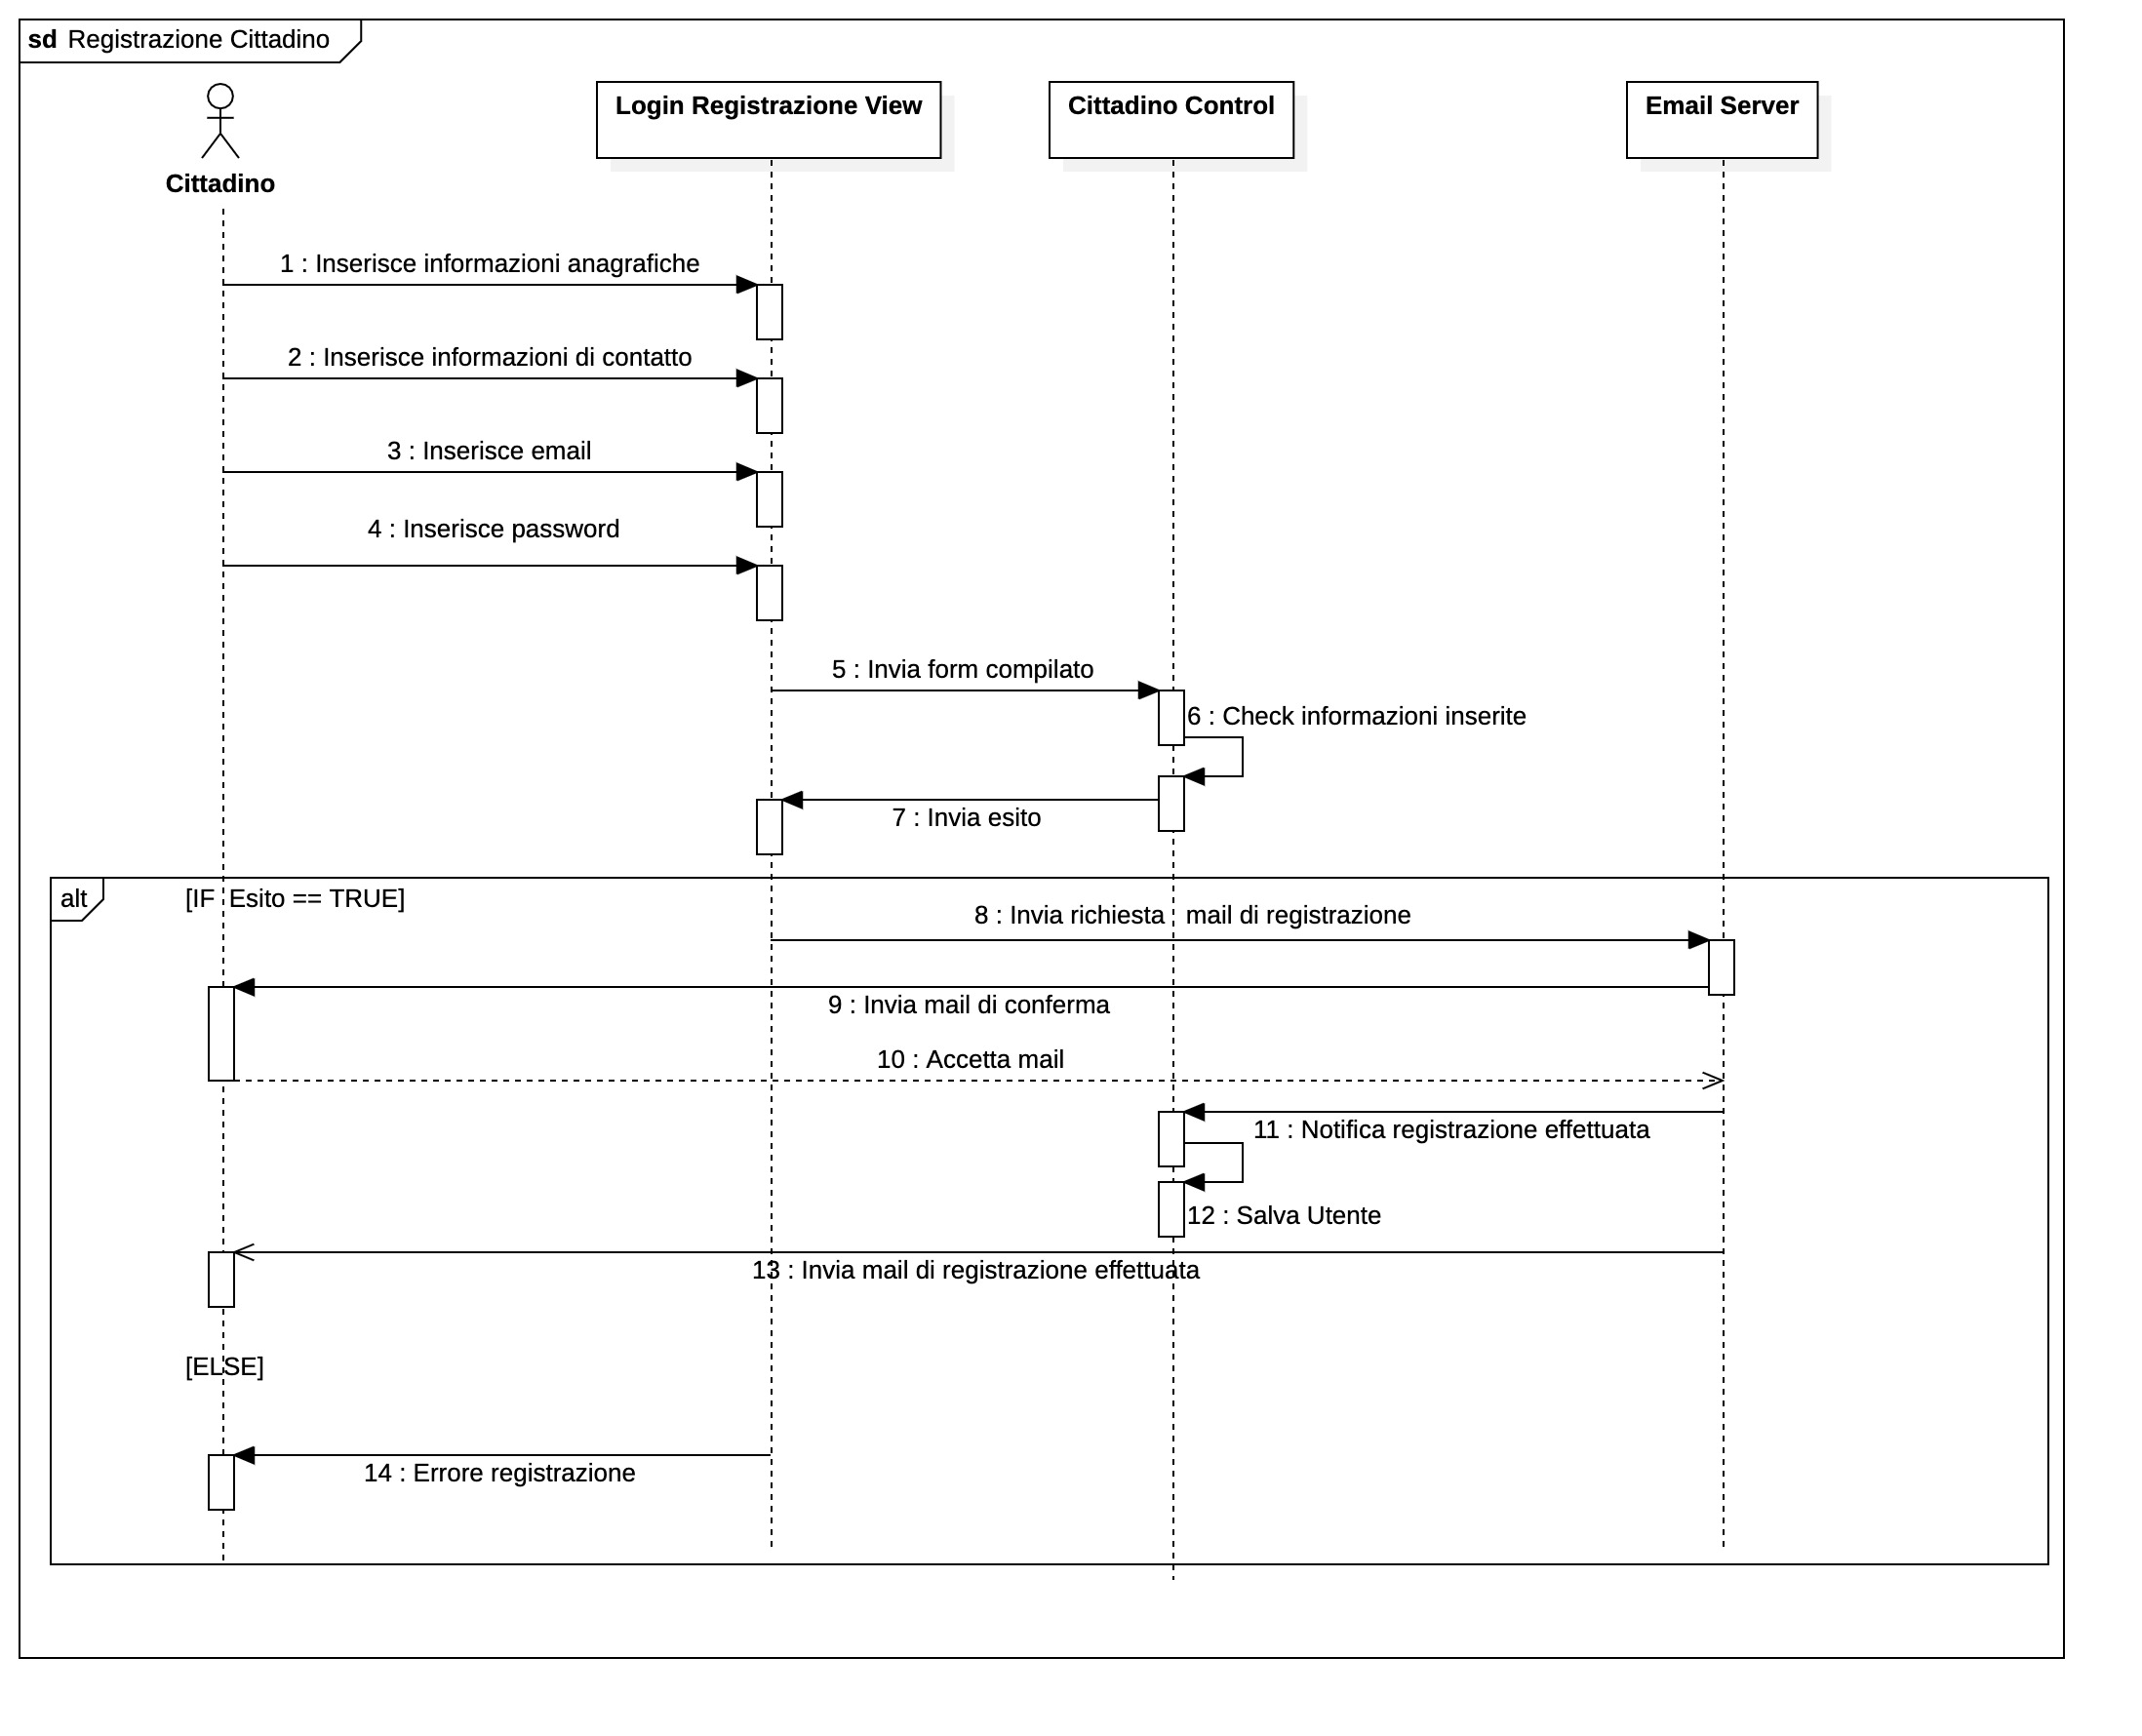 sd Registrazione Cittadino
Login Registrazione View
Cittadino Control
Email Server
Cittadino
1 : Inserisce informazioni anagrafiche
2 : Inserisce informazioni di contatto
3 : Inserisce email
4 : Inserisce password
5 : Invia form compilato
6 : Check informazioni inserite
7 : Invia esito
alt
[IF Esito == TRUE]
8 : Invia richiesta mail di registrazione
9 : Invia mail di conferma
10 : Accetta mail
11 : Notifica registrazione effettuata
12 : Salva Utente
13 : Invia mail di registrazione effettuata
[ELSE]
14 : Errore registrazione